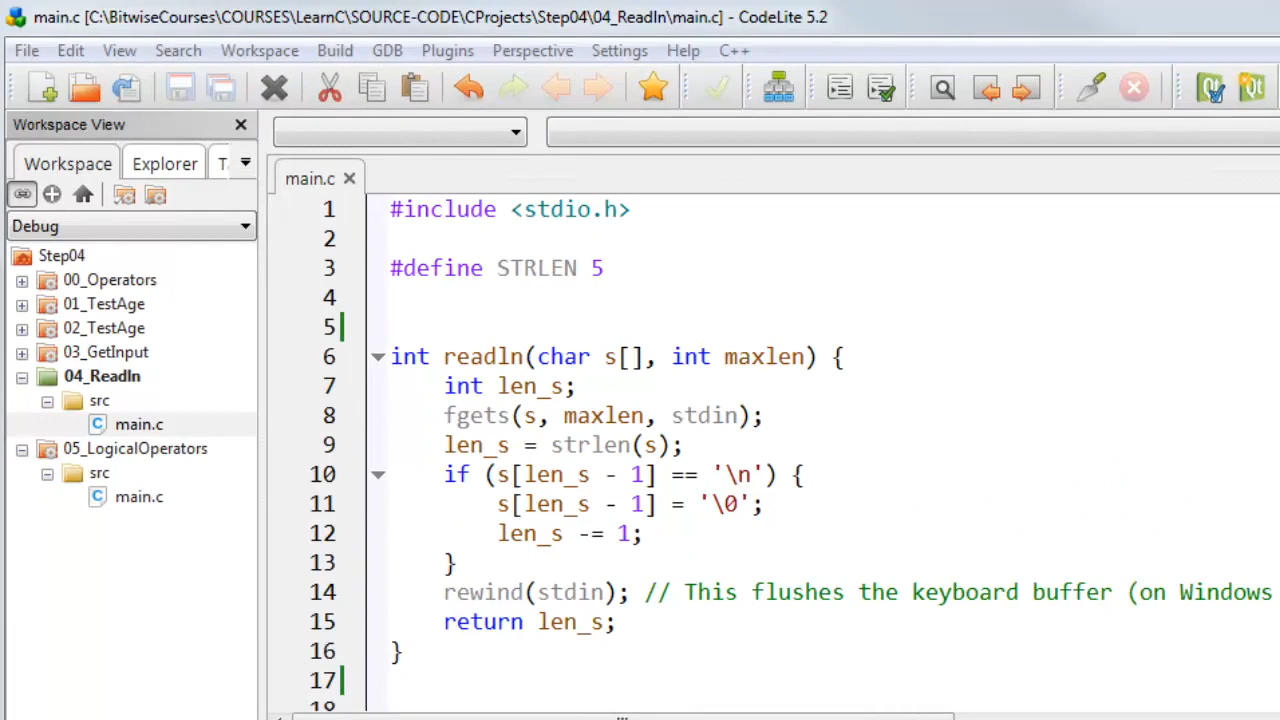 main.c [C:\BitwiseCourses\COURSES\LearnC\SOURCE-CODE\CProjects\Step04\04_Readln\main.c] - CodeLite 5.2
File Edit View Search Workspace Build GDB Plugins Perspective Settings Help C++
Workspace View
Workspace Explorer T
Debug
Step04
00_Operators
01_TestAge
02_TestAge
03_GetInput
04_Readln
src
main.c
05_LogicalOperators
src
main.c
main.c
1 #include <stdio.h>
2
3 #define STRLEN 5
4
5
6 int readln(char s[], int maxlen) {
7 int len_s;
8 fgets(s, maxlen, stdin);
9 len_s = strlen(s);
10 if (s[len_s - 1] == '\n') {
11 s[len_s - 1] = '\0';
12 len_s -= 1;
13 }
14 rewind(stdin); // This flushes the keyboard buffer (on Windows
15 return len_s;
16 }
17
18